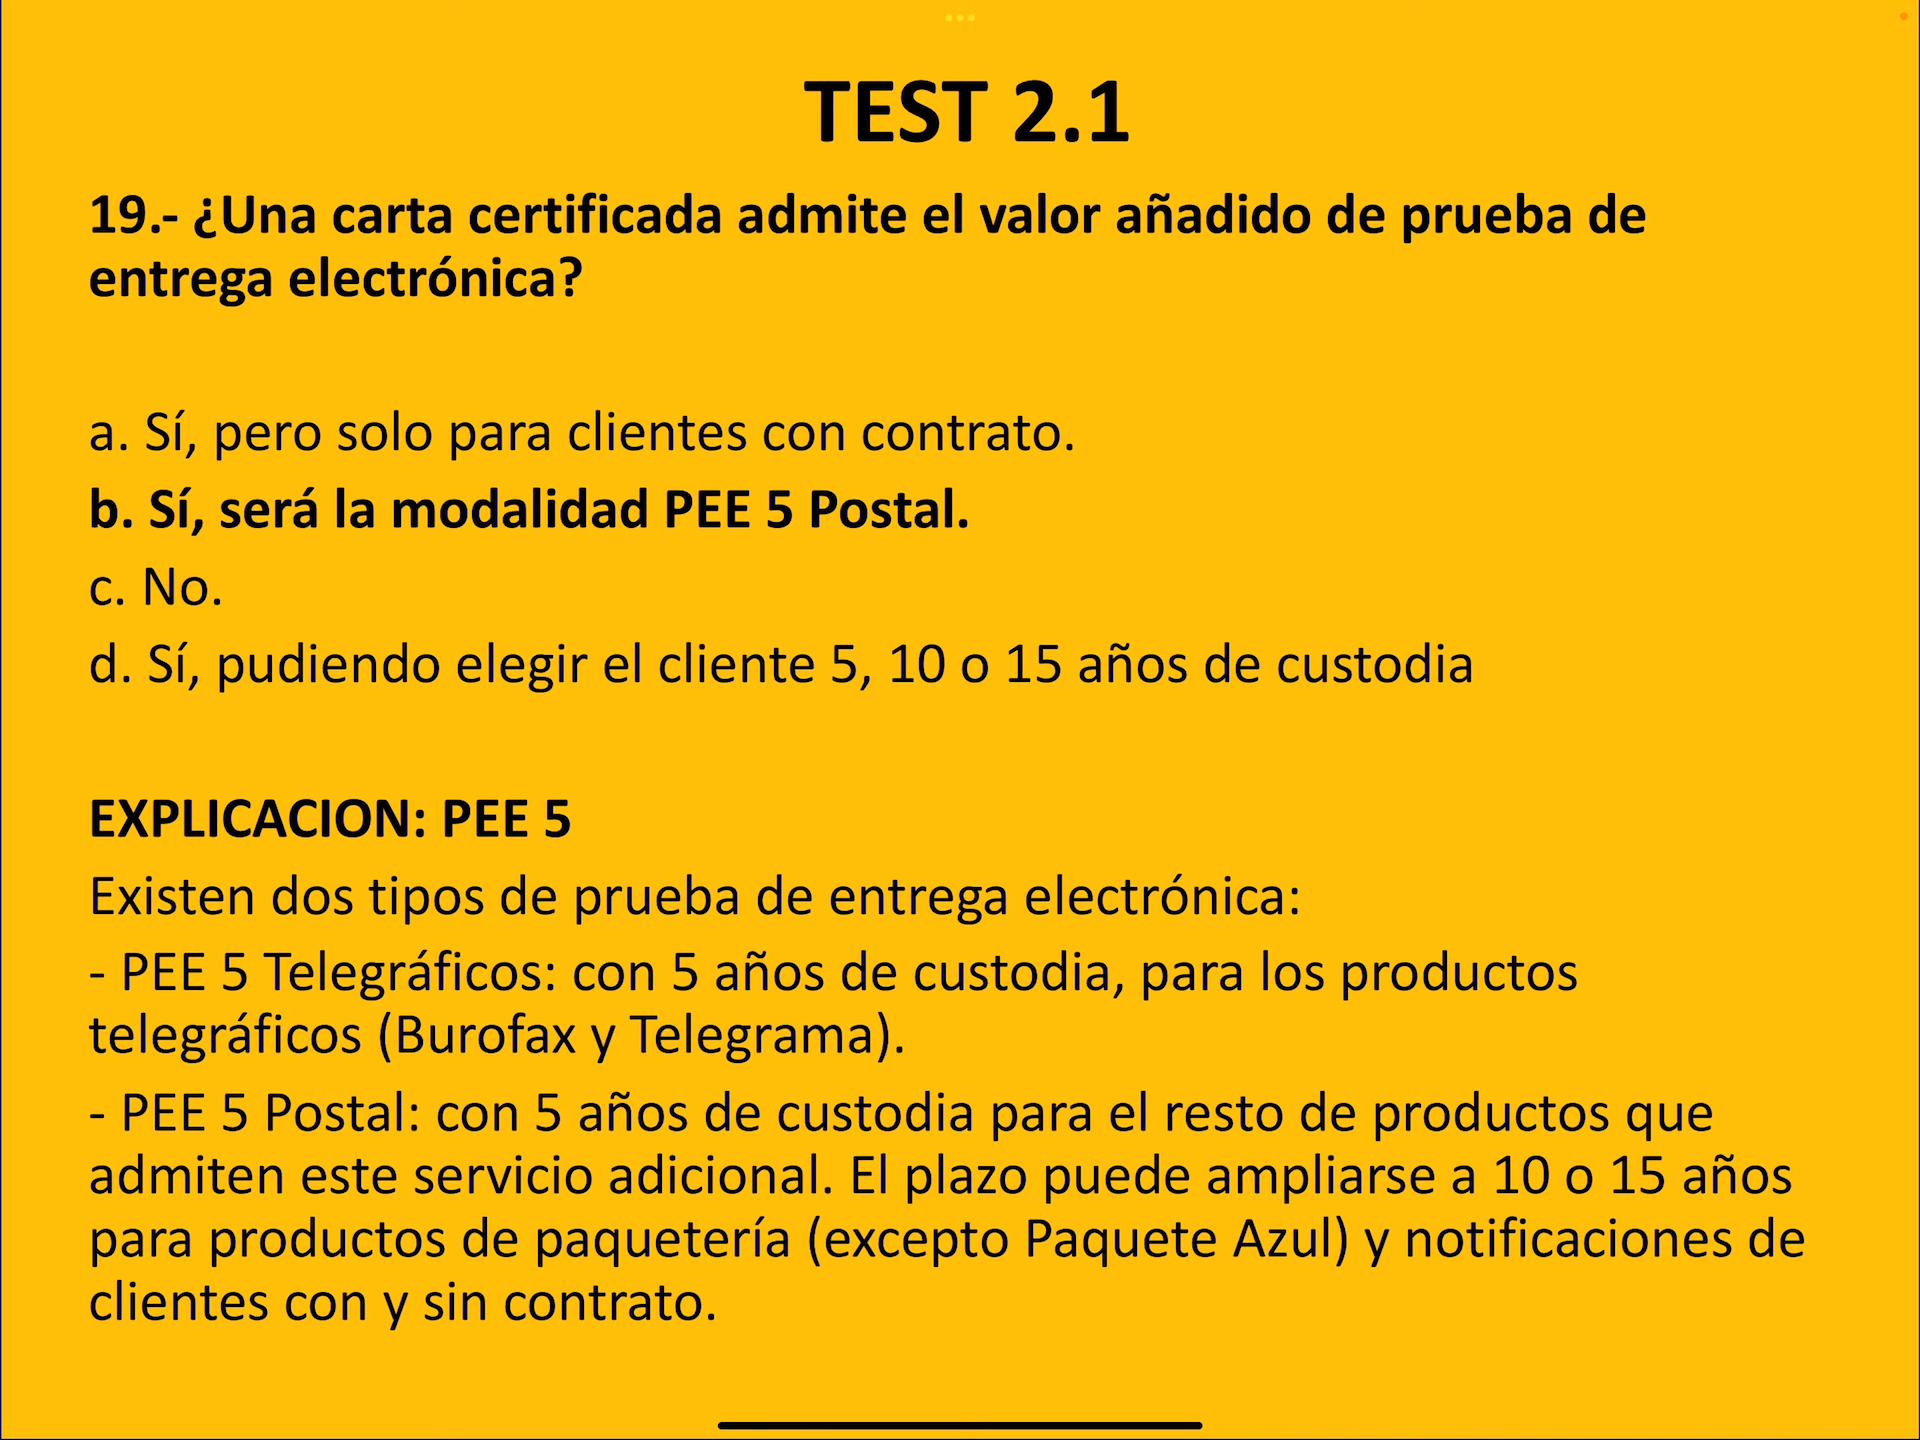 TEST 2.1
19.- ¿Una carta certificada admite el valor añadido de prueba de
entrega electrónica?
a. Sí, pero solo para clientes con contrato.
b. Sí, será la modalidad PEE 5 Postal.
c. No.
d. Sí, pudiendo elegir el cliente 5, 10 o 15 años de custodia
EXPLICACION: PEE 5
Existen dos tipos de prueba de entrega electrónica:
- PEE 5 Telegráficos: con 5 años de custodia, para los productos
telegráficos (Burofax y Telegrama).
- PEE 5 Postal: con 5 años de custodia para el resto de productos que
admiten este servicio adicional. El plazo puede ampliarse a 10 o 15 años
para productos de paquetería (excepto Paquete Azul) y notificaciones de
clientes con y sin contrato.